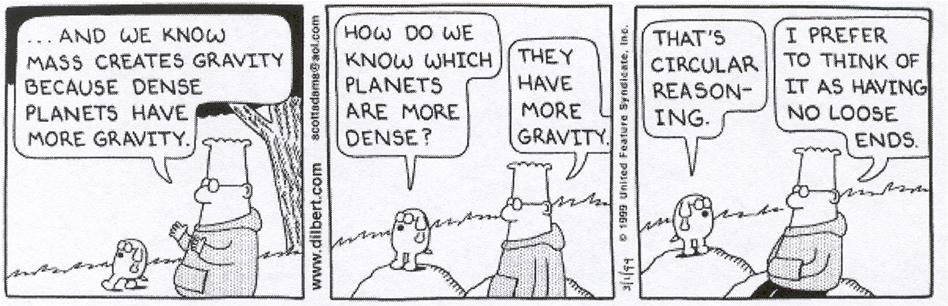 ...AND WE KNOW
MASS CREATES GRAVITY
BECAUSE DENSE
PLANETS HAVE
MORE GRAVITY.
www.dilbert.com scottadams@aol.com
HOW DO WE
KNOW WHICH
PLANETS
ARE MORE
DENSE?
THEY
HAVE
MORE
GRAVITY.
3/1/99 © 1999 United Feature Syndicate, Inc.
THAT'S
CIRCULAR
REASON-
ING.
I PREFER
TO THINK OF
IT AS HAVING
NO LOOSE
ENDS.